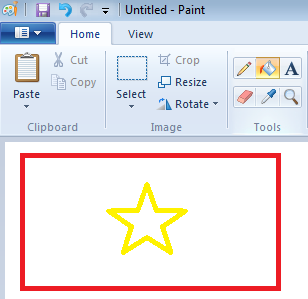 Untitled - Paint
Home View
Paste
Cut
Copy
Clipboard
Select
Crop
Resize
Rotate
Image
A
Tools